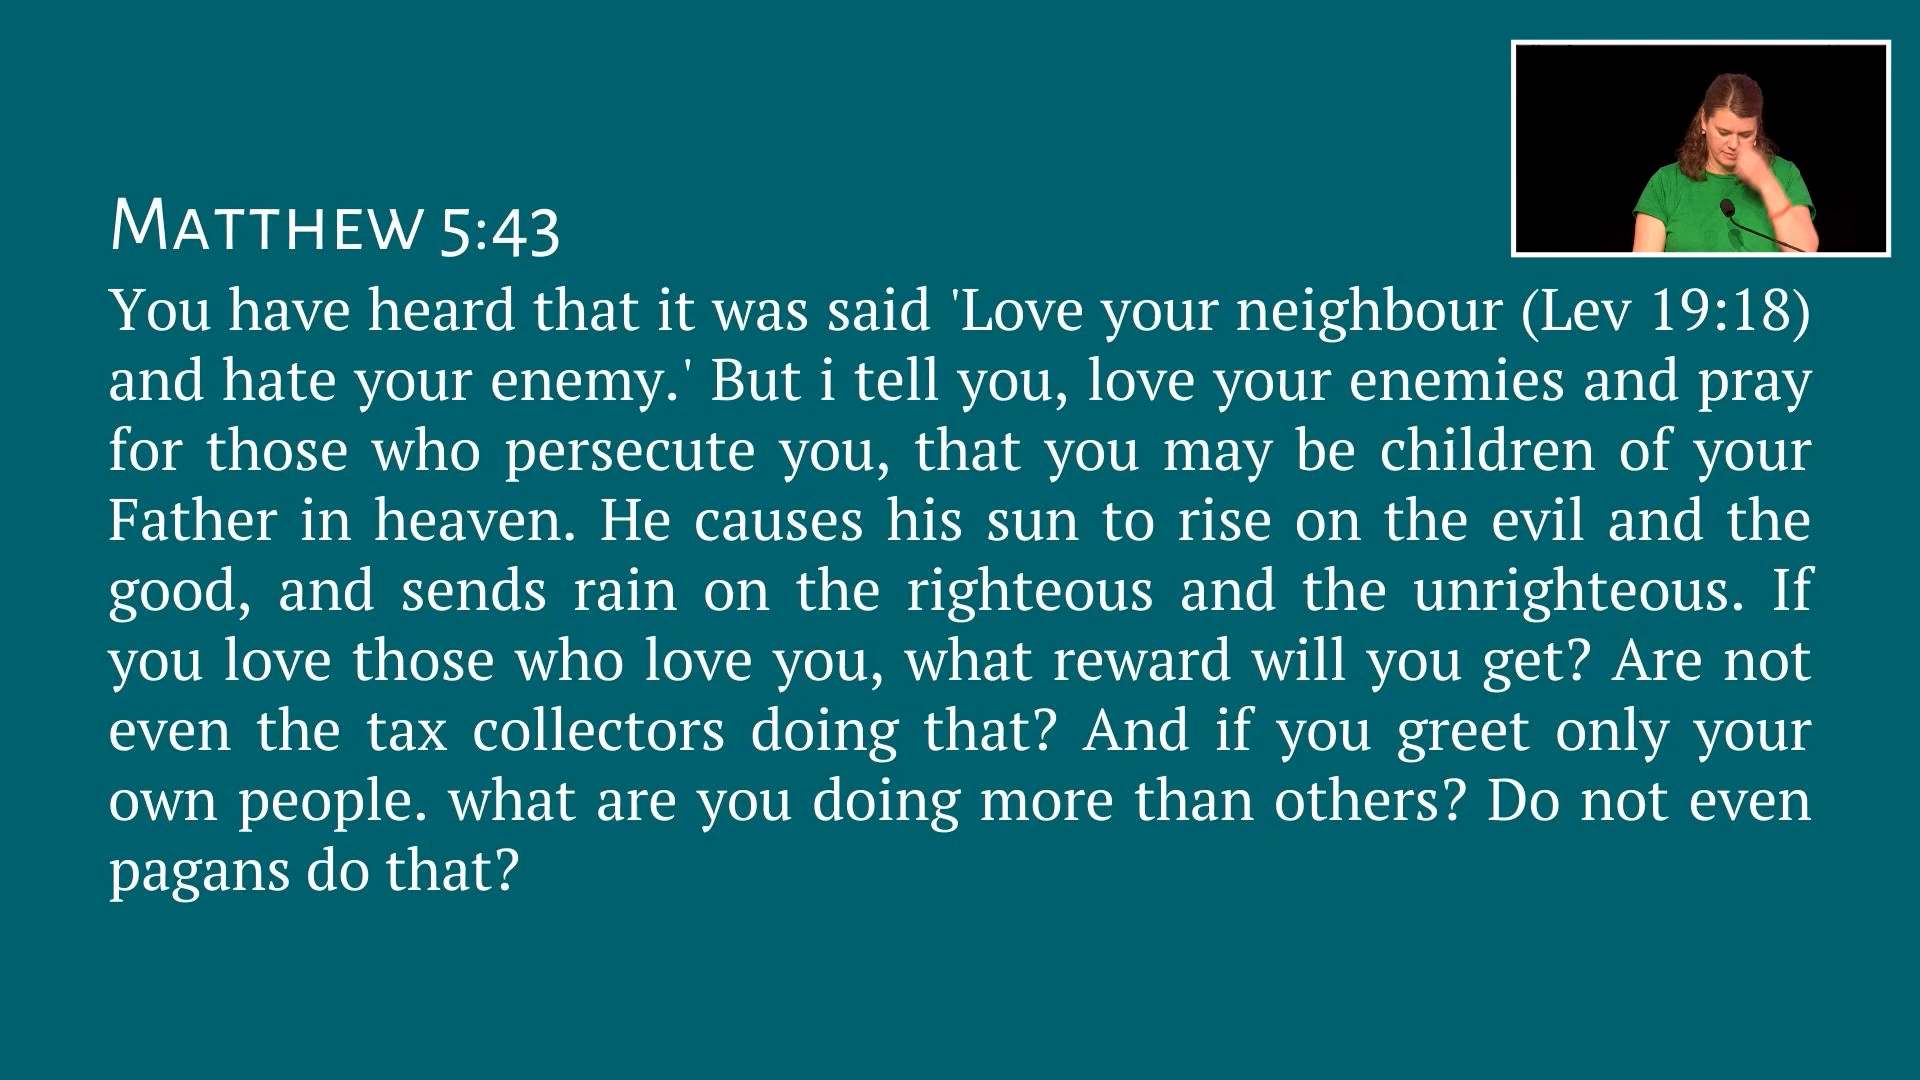 Matthew 5:43
You have heard that it was said 'Love your neighbour (Lev 19:18)
and hate your enemy.' But i tell you, love your enemies and pray
for those who persecute you, that you may be children of your
Father in heaven. He causes his sun to rise on the evil and the
good, and sends rain on the righteous and the unrighteous. If
you love those who love you, what reward will you get? Are not
even the tax collectors doing that? And if you greet only your
own people. what are you doing more than others? Do not even
pagans do that?